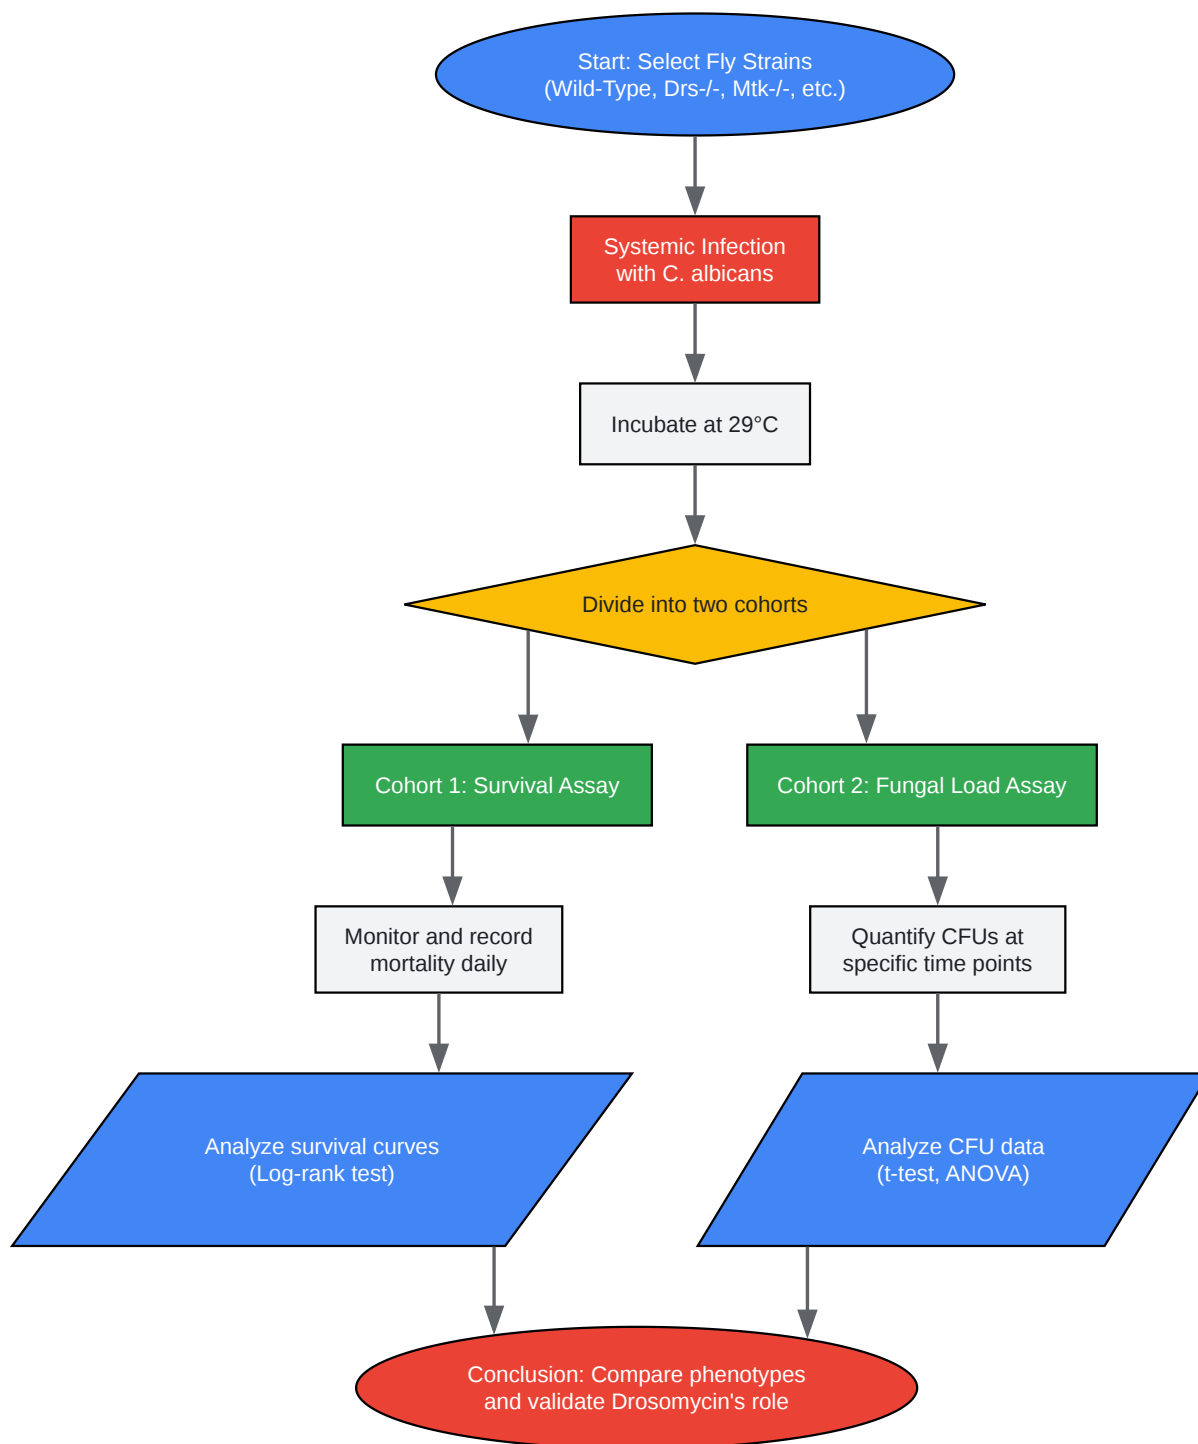 Start: Select Fly Strains
(Wild-Type, Drs-/-, Mtk-/-, etc.)
Systemic Infection
with C. albicans
Incubate at 29°C
Divide into two cohorts
Cohort 1: Survival Assay
Cohort 2: Fungal Load Assay
Monitor and record
mortality daily
Quantify CFUs at
specific time points
Analyze survival curves
(Log-rank test)
Analyze CFU data
(t-test, ANOVA)
Conclusion: Compare phenotypes
and validate Drosomycin's role